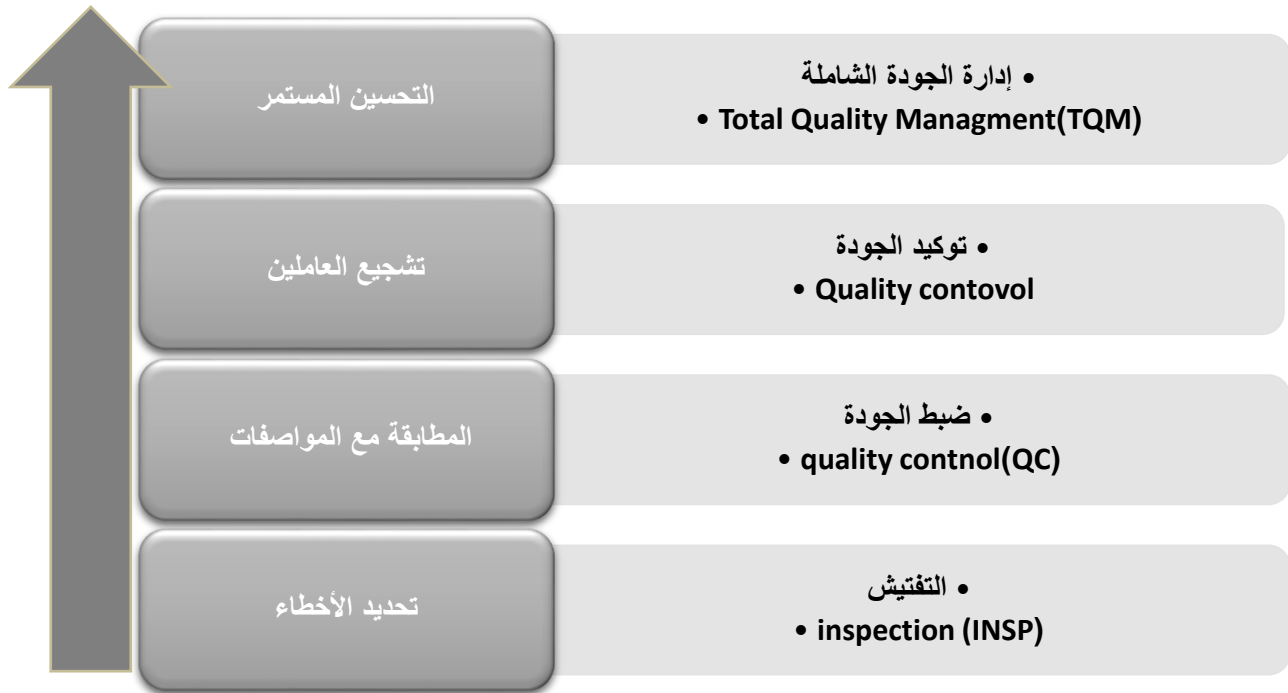 التحسين المستمر
• إدارة الجودة الشاملة
• Total Quality Managment(TQM)
تشجيع العاملين
• توكيد الجودة
• Quality contovol
المطابقة مع المواصفات
• ضبط الجودة
• quality contnol(QC)
تحديد الأخطاء
• التفتيش
• inspection (INSP)